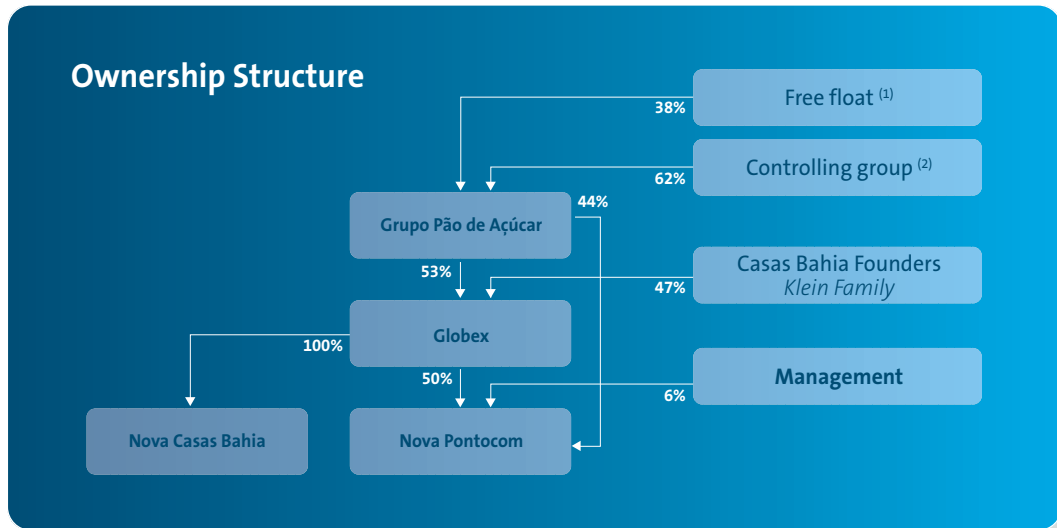 Ownership Structure
Free float (1)
38%
Controlling group (2)
62%
Grupo Pão de Açúcar
44%
53%
Casas Bahia Founders
Klein Family
47%
Globex
100%
50%
Management
6%
Nova Casas Bahia
Nova Pontocom